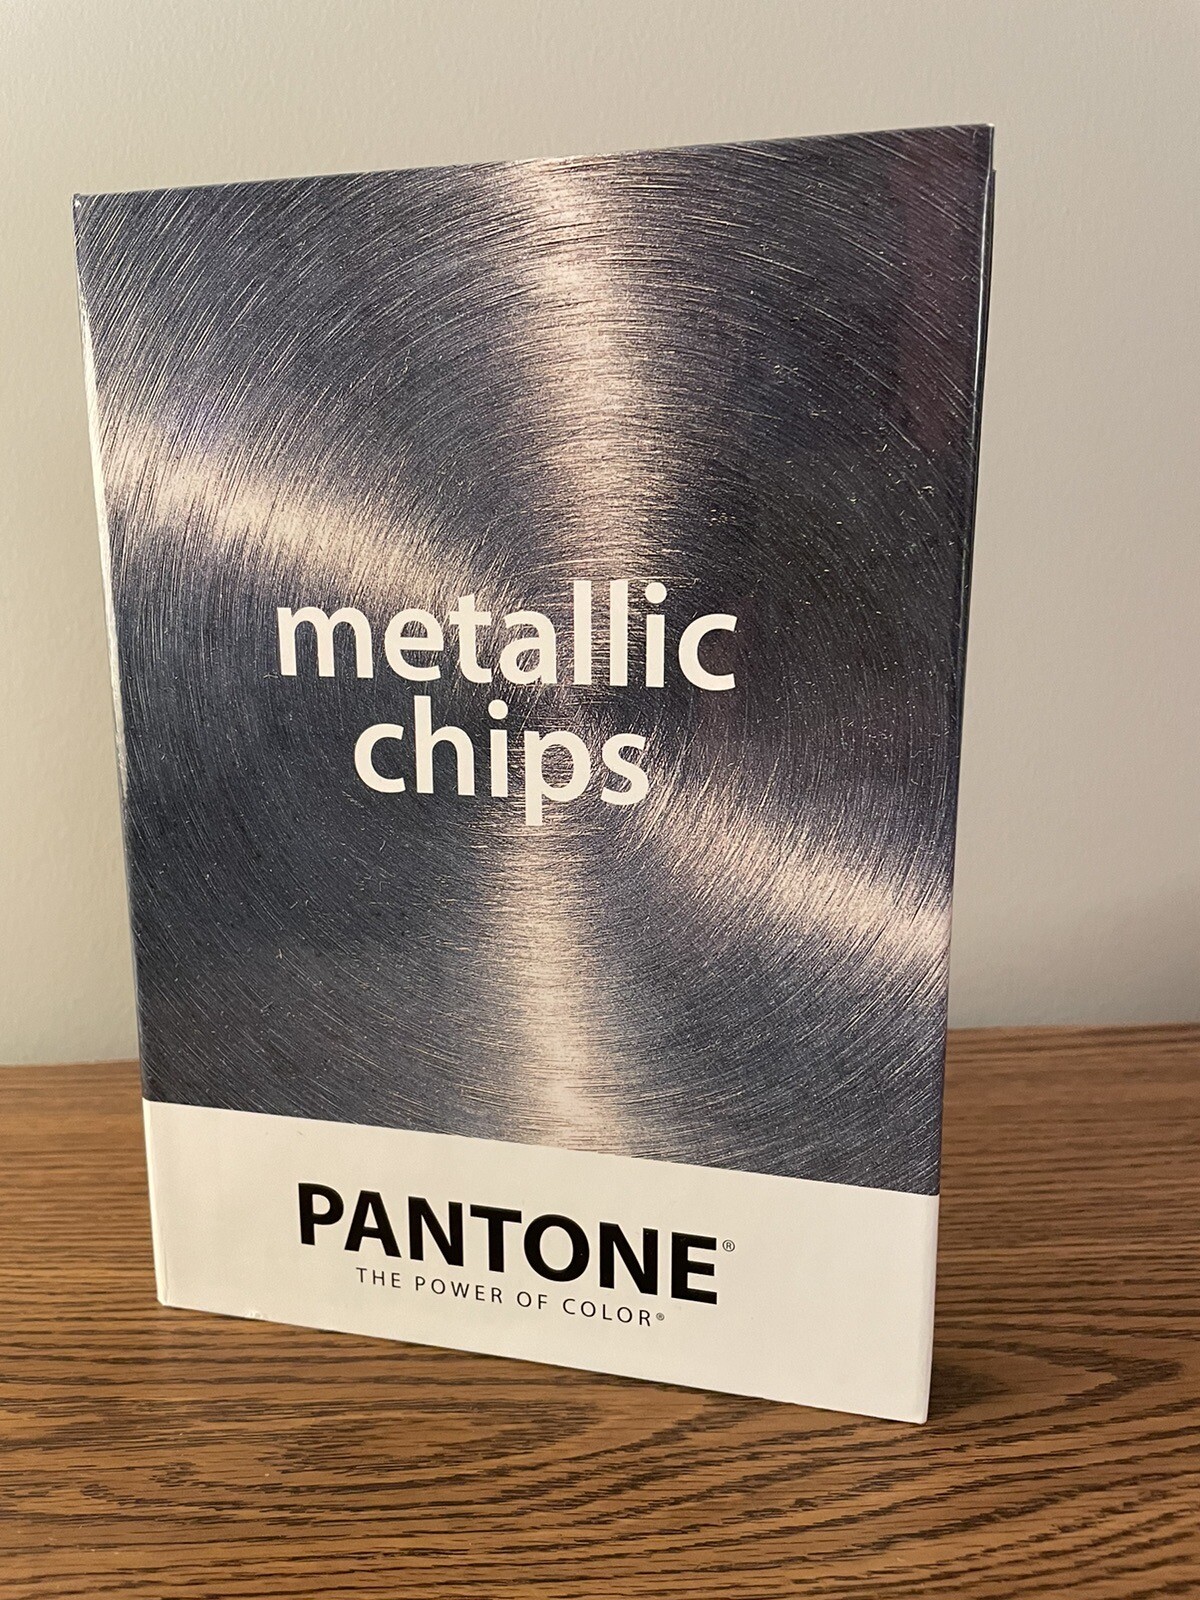 metallic
chips
PANTONE®
THE POWER OF COLOR®